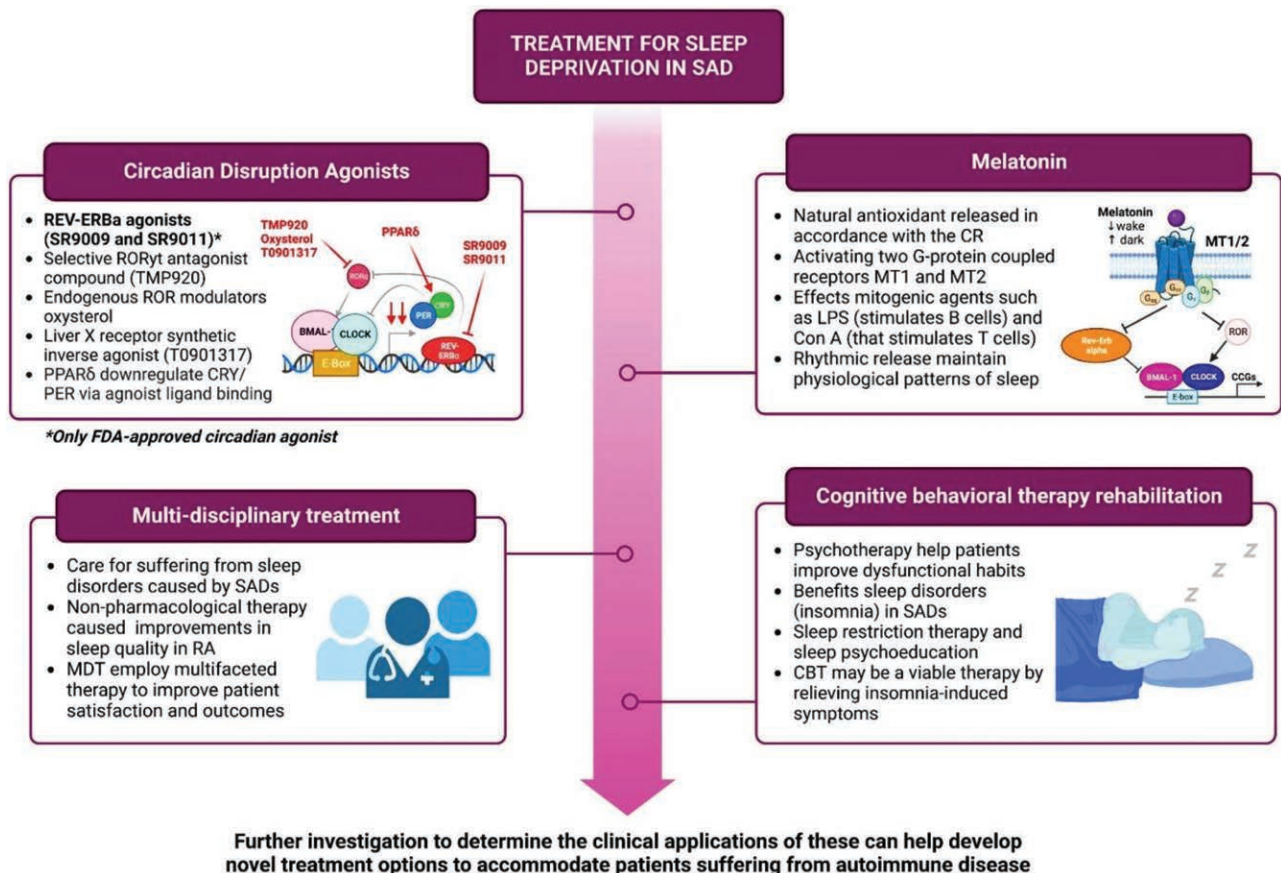 TREATMENT FOR SLEEP
DEPRIVATION IN SAD
Circadian Disruption Agonists
• REV-ERBa agonists
(SR9009 and SR9011)*
• Selective RORyt antagonist
compound (TMP920)
• Endogenous ROR modulators
oxysterol
• Liver X receptor synthetic
inverse agonist (T0901317)
• PPARδ downregulate CRY/
PER via agnoist ligand binding
TMP920
Oxysterol
T0901317
PPARδ
SR9009
SR9011
CRY
PER
BMAL-
CLOCK
E-Box
REV-
ERBα
*Only FDA-approved circadian agonist
Melatonin
• Natural antioxidant released in
accordance with the CR
• Activating two G-protein coupled
receptors MT1 and MT2
• Effects mitogenic agents such
as LPS (stimulates B cells) and
Con A (that stimulates T cells)
• Rhythmic release maintain
physiological patterns of sleep
Melatonin
↓ wake
↑ dark
MT1/2
Rev-Erb
alpha
ROR
BMAL-1
CLOCK
CCGs
E-box
Multi-disciplinary treatment
• Care for suffering from sleep
disorders caused by SADs
• Non-pharmacological therapy
caused improvements in
sleep quality in RA
• MDT employ multifaceted
therapy to improve patient
satisfaction and outcomes
Cognitive behavioral therapy rehabilitation
• Psychotherapy help patients
improve dysfunctional habits
• Benefits sleep disorders
(insomnia) in SADs
• Sleep restriction therapy and
sleep psychoeducation
• CBT may be a viable therapy by
relieving insomnia-induced
symptoms
Z
Z
Z
Further investigation to determine the clinical applications of these can help develop
novel treatment options to accommodate patients suffering from autoimmune disease